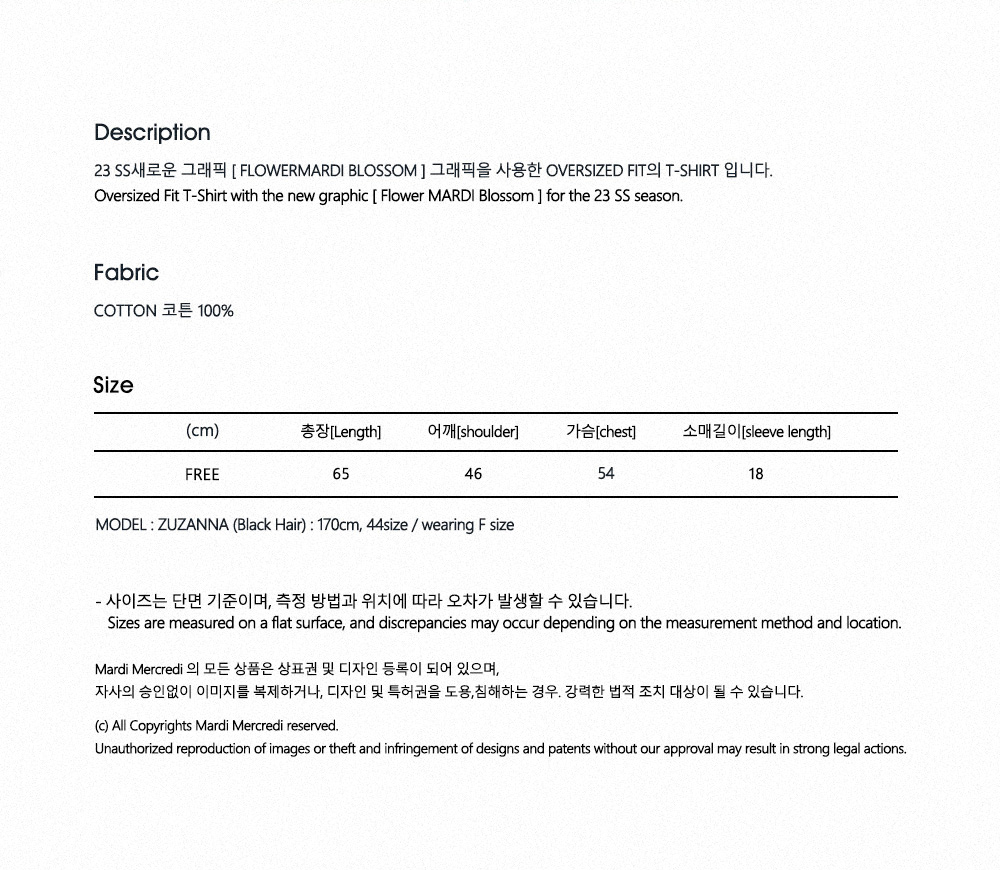 Description
23 SS새로운 그래픽 [ FLOWERMARDI BLOSSOM ] 그래픽을 사용한 OVERSIZED FIT의 T-SHIRT 입니다.
Oversized Fit T-Shirt with the new graphic [ Flower MARDI Blossom ] for the 23 SS season.
Fabric
COTTON 코튼 100%
Size
(cm) 총장[Length] 어깨[shoulder] 가슴[chest] 소매길이[sleeve length]
FREE 65 46 54 18
MODEL : ZUZANNA (Black Hair) : 170cm, 44size / wearing F size
- 사이즈는 단면 기준이며, 측정 방법과 위치에 따라 오차가 발생할 수 있습니다.
Sizes are measured on a flat surface, and discrepancies may occur depending on the measurement method and location.
Mardi Mercredi 의 모든 상품은 상표권 및 디자인 등록이 되어 있으며,
자사의 승인없이 이미지를 복제하거나, 디자인 및 특허권을 도용,침해하는 경우. 강력한 법적 조치 대상이 될 수 있습니다.
(c) All Copyrights Mardi Mercredi reserved.
Unauthorized reproduction of images or theft and infringement of designs and patents without our approval may result in strong legal actions.